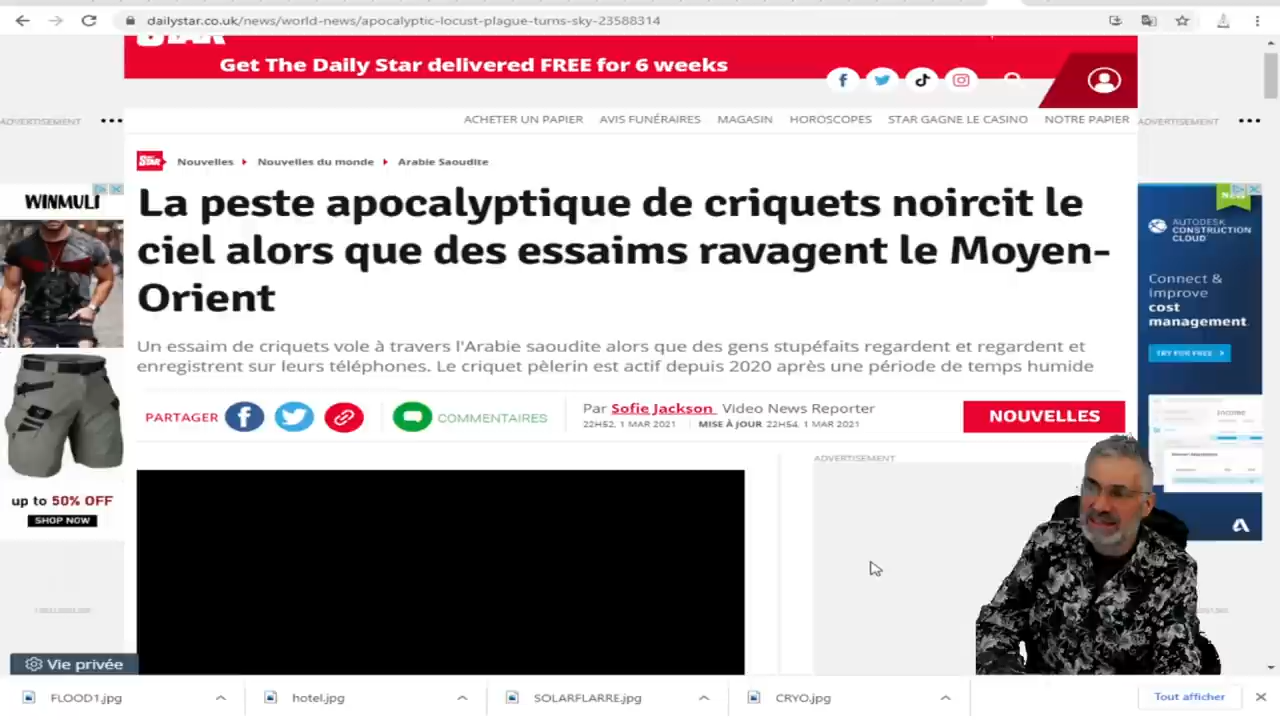 dailystar.co.uk/news/world-news/apocalyptic-locust-plague-turns-sky-23588314
STAR
Get The Daily Star delivered FREE for 6 weeks
ADVERTISEMENT
ACHETER UN PAPIER AVIS FUNÉRAIRES MAGASIN HOROSCOPES STAR GAGNE LE CASINO NOTRE PAPIER
ADVERTISEMENT
STAR Nouvelles Nouvelles du monde Arabie Saoudite
La peste apocalyptique de criquets noircit le
ciel alors que des essaims ravagent le Moyen-
Orient
Un essaim de criquets vole à travers l'Arabie saoudite alors que des gens stupéfaits regardent et regardent et
enregistrent sur leurs téléphones. Le criquet pèlerin est actif depuis 2020 après une période de temps humide
PARTAGER
COMMENTAIRES
Par Sofie Jackson Video News Reporter
22H52, 1 MAR 2021 MISE À JOUR 22H54, 1 MAR 2021
NOUVELLES
ADVERTISEMENT
WINMULI
up to 50% OFF
SHOP NOW
New
AUTODESK
CONSTRUCTION
CLOUD
Connect &
improve
cost
management.
TRY FOR FREE >
Income
Vie privée
FLOOD1.jpg hotel.jpg SOLARFLARRE.jpg CRYO.jpg Tout afficher